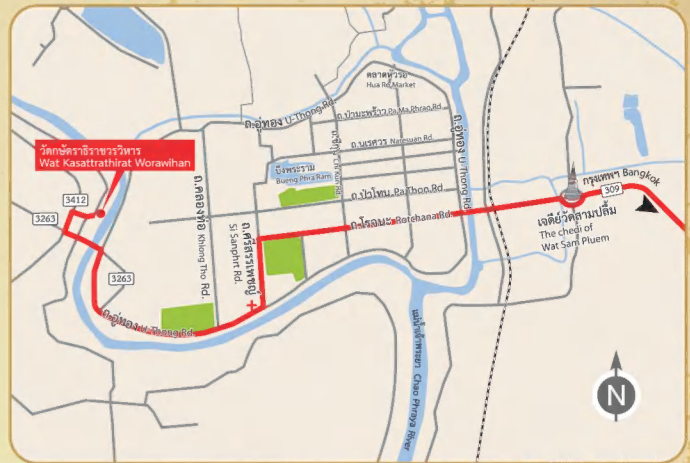 ตลาดหัวรอ
Hua Ro Market
ถ.อู่ทอง U-Thong Rd.
ถ.ป่ามะพร้าว Pa Ma Phrao Rd.
วัดกษัตราธิราชวรวิหาร
Wat Kasattrathirat Worawihan
ถ.นเรศวร Naresuan Rd.
ถ.อู่ทอง U-Thong Rd.
บึงพระราม
Bueng Phra Ram
ถ.ชีกุน Chikun Rd.
กรุงเทพฯ Bangkok
309
3412
3263
ถ.คลองท่อ Khlong Tho Rd.
ถ.ศรีสรรเพชญ์
Si Sanphrt Rd.
ถ.ป่าโทน Pa Thon Rd.
ถ.โรจนะ Rotchana Rd.
เจดีย์วัดสามปลื้ม
The chedi of
Wat Sam Pluem
3263
ถ.อู่ทอง U-Thong Rd.
แม่น้ำเจ้าพระยา Chao Phraya River
N